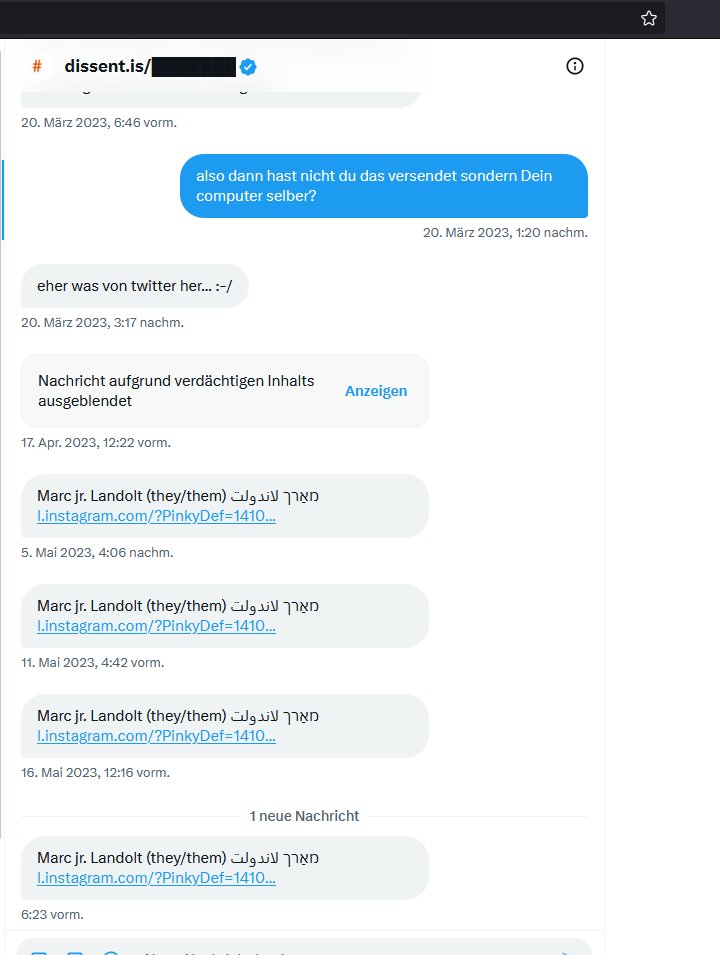 # dissent.is/
20. März 2023, 6:46 vorm.
also dann hast nicht du das versendet sondern Dein
computer selber?
20. März 2023, 1:20 nachm.
eher was von twitter her... :-/
20. März 2023, 3:17 nachm.
Nachricht aufgrund verdächtigen Inhalts
ausgeblendet
Anzeigen
17. Apr. 2023, 12:22 vorm.
Marc jr. Landolt (they/them) מאַרך لاندولت
l.instagram.com/?PinkyDef=1410...
5. Mai 2023, 4:06 nachm.
Marc jr. Landolt (they/them) מאַרך لاندولت
l.instagram.com/?PinkyDef=1410...
11. Mai 2023, 4:42 vorm.
Marc jr. Landolt (they/them) מאַרך لاندولت
l.instagram.com/?PinkyDef=1410...
16. Mai 2023, 12:16 vorm.
1 neue Nachricht
Marc jr. Landolt (they/them) מאַרך لاندولت
l.instagram.com/?PinkyDef=1410...
6:23 vorm.